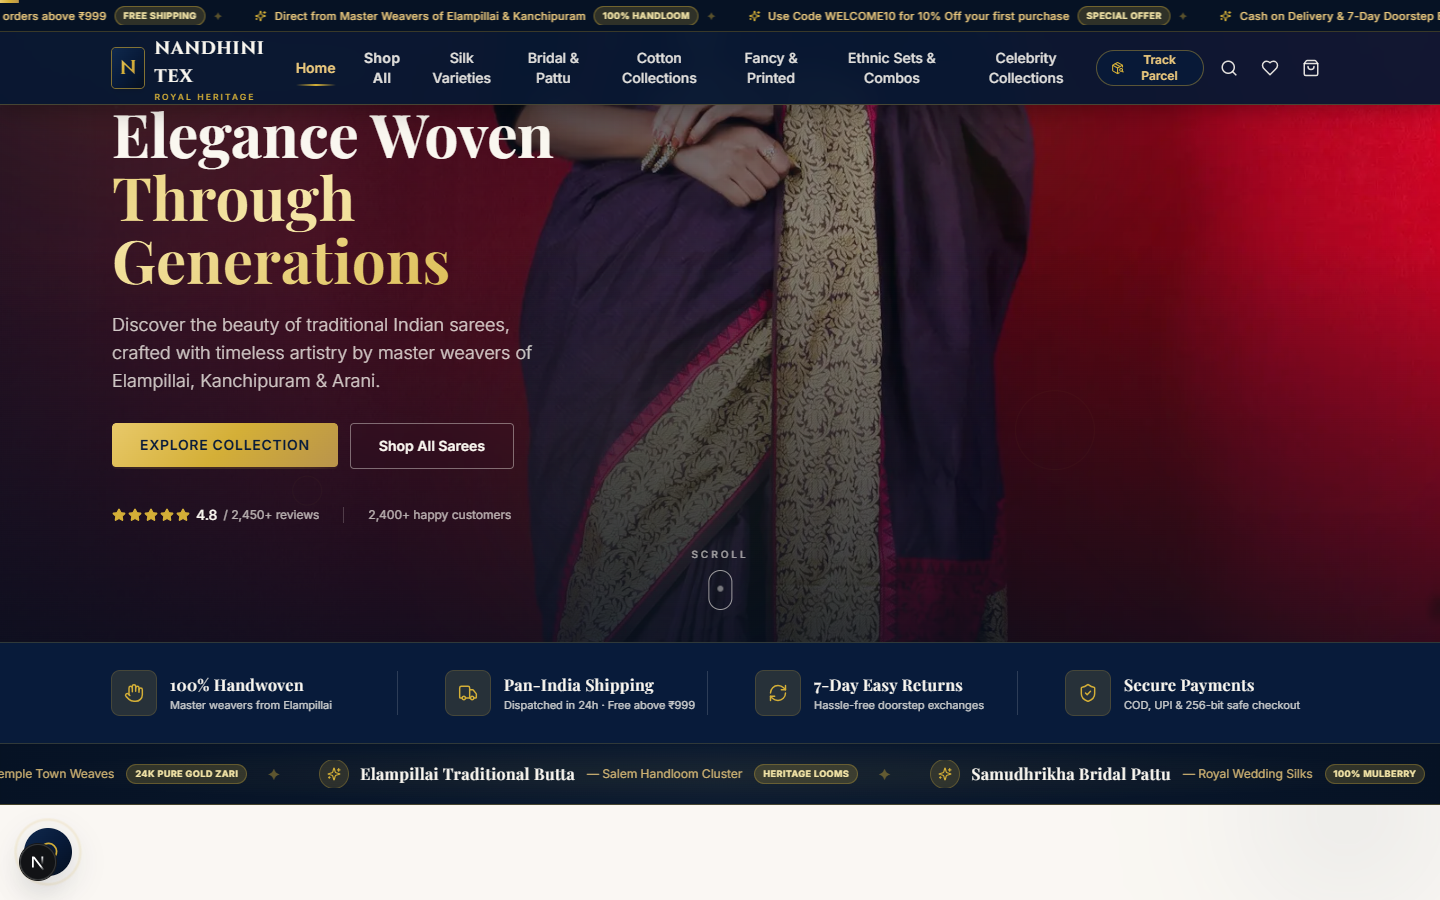 orders above ₹999 FREE SHIPPING ✦ Direct from Master Weavers of Elampillai & Kanchipuram 100% HANDLOOM ✦ Use Code WELCOME10 for 10% Off your first purchase SPECIAL OFFER ✦ Cash on Delivery & 7-Day Doorstep
N
NANDHINI
TEX
ROYAL HERITAGE
Home
Shop
All
Silk
Varieties
Bridal &
Pattu
Cotton
Collections
Fancy &
Printed
Ethnic Sets &
Combos
Celebrity
Collections
Track
Parcel
Elegance Woven
Through
Generations
Discover the beauty of traditional Indian sarees,
crafted with timeless artistry by master weavers of
Elampillai, Kanchipuram & Arani.
EXPLORE COLLECTION
Shop All Sarees
4.8 / 2,450+ reviews
2,400+ happy customers
SCROLL
100% Handwoven
Master weavers from Elampillai
Pan-India Shipping
Dispatched in 24h · Free above ₹999
7-Day Easy Returns
Hassle-free doorstep exchanges
Secure Payments
COD, UPI & 256-bit safe checkout
Town Weaves 24K PURE GOLD ZARI ✦ Elampillai Traditional Butta — Salem Handloom Cluster HERITAGE LOOMS ✦ Samudhrikha Bridal Pattu — Royal Wedding Silks 100% MULBERRY
N